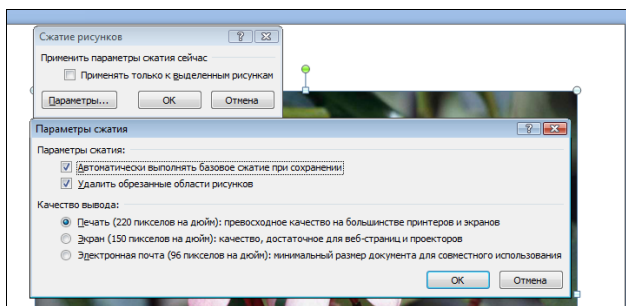 Сжатие рисунков
Применить параметры сжатия сейчас
Применять только к выделенным рисункам
Параметры... ОК Отмена
Параметры сжатия
Параметры сжатия:
Автоматически выполнять базовое сжатие при сохранении
Удалить обрезанные области рисунков
Качество вывода:
Печать (220 пикселов на дюйм): превосходное качество на большинстве принтеров и экранов
Экран (150 пикселов на дюйм): качество, достаточное для веб-страниц и проекторов
Электронная почта (96 пикселов на дюйм): минимальный размер документа для совместного использования
ОК Отмена